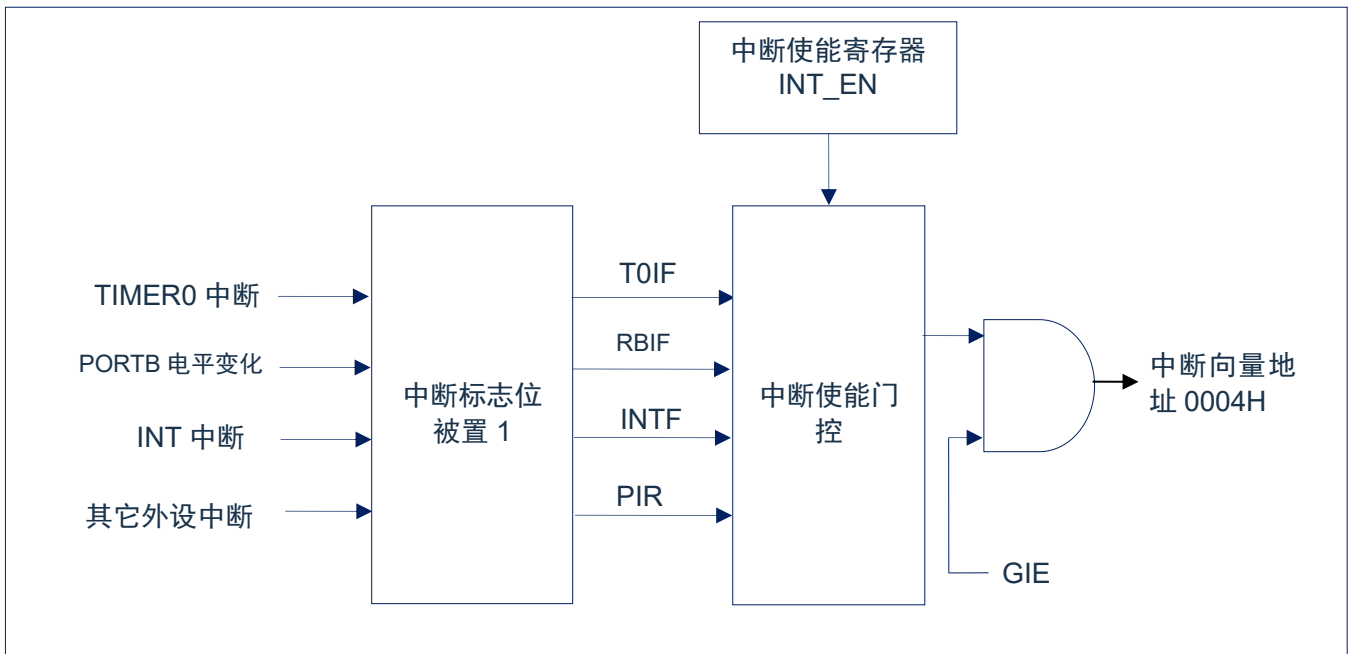 中断使能寄存器
INT_EN
TIMER0 中断
PORTB 电平变化
INT 中断
其它外设中断
中断标志位
被置 1
T0IF
RBIF
INTF
PIR
中断使能门
控
GIE
中断向量地
址 0004H